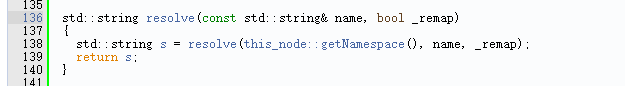 135
136 std::string resolve(const std::string& name, bool _remap)
137 {
138 std::string s = resolve(this_node::getNamespace(), name, _remap);
139 return s;
140 }
141